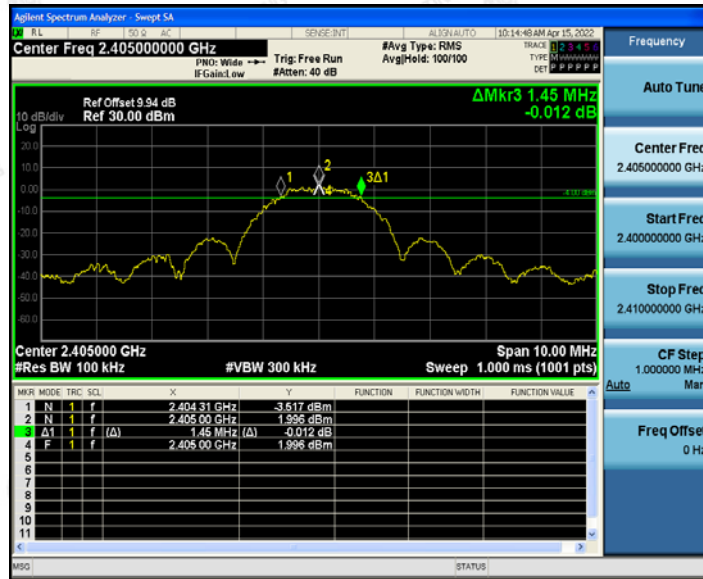 Agilent Spectrum Analyzer - Swept SA
RL RF 50 Ω AC SENSE:INT ALIGN AUTO 10:14:48 AM Apr 15, 2022
Center Freq 2.405000000 GHz
PNO: Wide
IFGain:Low
Trig: Free Run
#Atten: 40 dB
#Avg Type: RMS
Avg|Hold: 100/100
TRACE 1 2 3 4 5 6
TYPE M
DET P P P P P P
Ref Offset 9.94 dB
10 dB/div Ref 30.00 dBm
Log
ΔMkr3 1.45 MHz
-0.012 dB
20.0
10.0
0.00
-10.0
-20.0
-30.0
-40.0
-50.0
-60.0
1
2
3Δ1
4
-4.00 dBm
Center 2.405000 GHz Span 10.00 MHz
#Res BW 100 kHz #VBW 300 kHz Sweep 1.000 ms (1001 pts)
MKR MODE TRC SCL X Y FUNCTION FUNCTION WIDTH FUNCTION VALUE
1 N 1 f 2.404 31 GHz -3.517 dBm
2 N 1 f 2.405 00 GHz 1.996 dBm
3 Δ1 1 f (Δ) 1.45 MHz (Δ) -0.012 dB
4 F 1 f 2.405 00 GHz 1.996 dBm
5
6
7
8
9
10
11
MSG STATUS
Frequency
Auto Tune
Center Freq
2.405000000 GHz
Start Freq
2.400000000 GHz
Stop Freq
2.410000000 GHz
CF Step
1.000000 MHz
Auto Man
Freq Offset
0 Hz